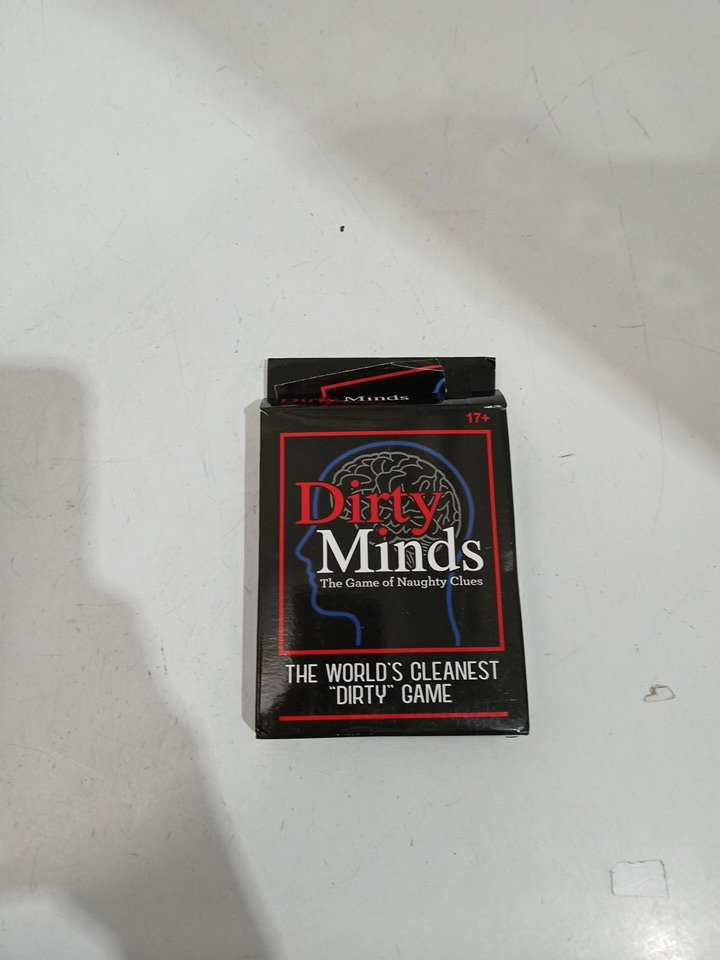 Dirty Minds
17+
Dirty
Minds
The Game of Naughty Clues
THE WORLD'S CLEANEST
"DIRTY" GAME